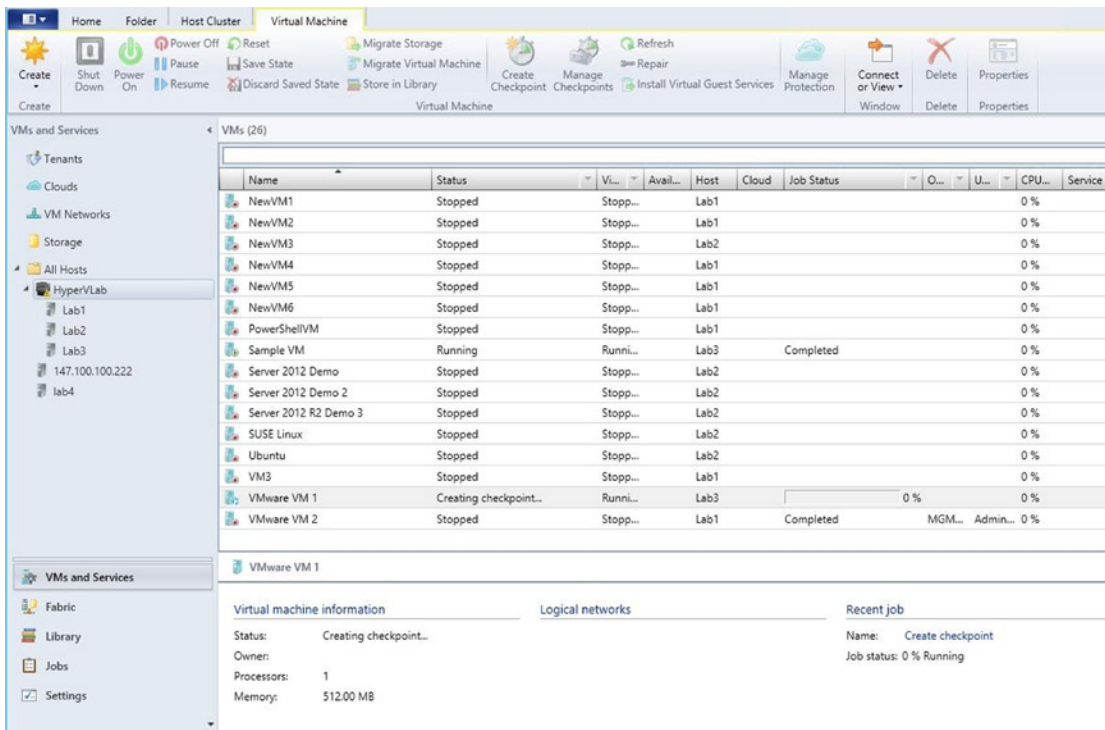 Home Folder Host Cluster Virtual Machine
Create
Shut Down
Power On
Power Off
Pause
Resume
Reset
Save State
Discard Saved State
Migrate Storage
Migrate Virtual Machine
Store in Library
Create Checkpoint
Manage Checkpoints
Refresh
Repair
Install Virtual Guest Services
Manage Protection
Connect or View
Delete
Properties
Create Virtual Machine Window Delete Properties
VMs and Services
Tenants
Clouds
VM Networks
Storage
All Hosts
HyperVLab
Lab1
Lab2
Lab3
147.100.100.222
lab4
VMs and Services
Fabric
Library
Jobs
Settings
VMs (26)
Name Status Vi... Avail... Host Cloud Job Status O... U... CPU... Service
NewVM1 Stopped Stopp... Lab1 0 %
NewVM2 Stopped Stopp... Lab1 0 %
NewVM3 Stopped Stopp... Lab2 0 %
NewVM4 Stopped Stopp... Lab1 0 %
NewVM5 Stopped Stopp... Lab1 0 %
NewVM6 Stopped Stopp... Lab1 0 %
PowerShellVM Stopped Stopp... Lab1 0 %
Sample VM Running Runni... Lab3 Completed 0 %
Server 2012 Demo Stopped Stopp... Lab2 0 %
Server 2012 Demo 2 Stopped Stopp... Lab2 0 %
Server 2012 R2 Demo 3 Stopped Stopp... Lab2 0 %
SUSE Linux Stopped Stopp... Lab2 0 %
Ubuntu Stopped Stopp... Lab2 0 %
VM3 Stopped Stopp... Lab1 0 %
VMware VM 1 Creating checkpoint... Runni... Lab3 0 % 0 %
VMware VM 2 Stopped Stopp... Lab1 Completed MGM... Admin... 0 %
VMware VM 1
Virtual machine information
Status: Creating checkpoint...
Owner:
Processors: 1
Memory: 512.00 MB
Logical networks
Recent job
Name: Create checkpoint
Job status: 0 % Running